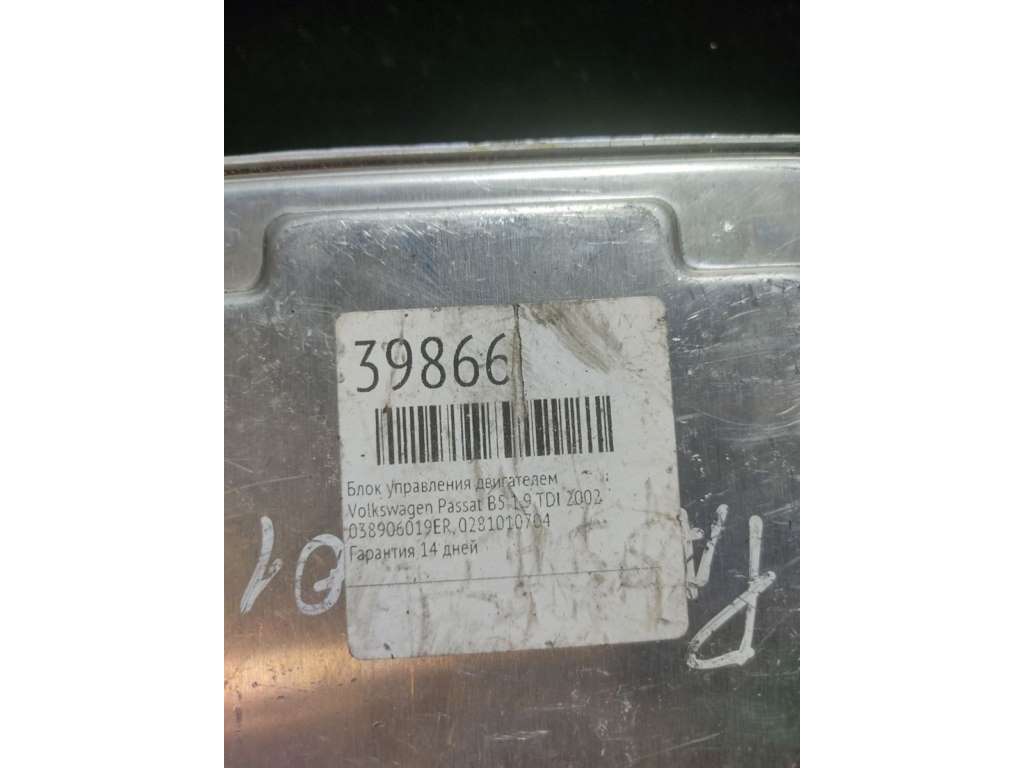 39866
Блок управления двигателем
Volkswagen Passat B5 1.9 TDI 2002
038906019ER, 0281010704
Гарантия 14 дней